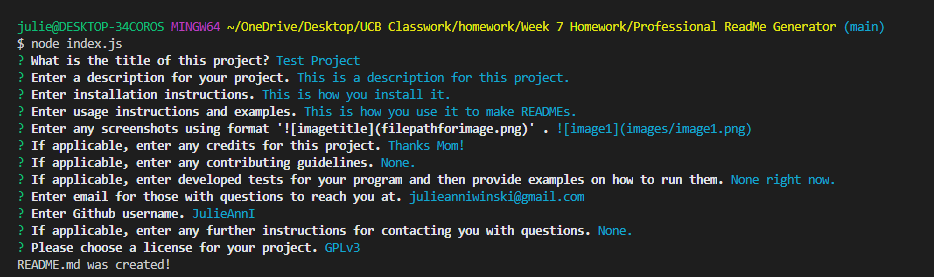 julie@DESKTOP-34COROS MINGW64 ~/OneDrive/Desktop/UCB Classwork/homework/Week 7 Homework/Professional ReadMe Generator (main)
$ node index.js
? What is the title of this project? Test Project
? Enter a description for your project. This is a description for this project.
? Enter installation instructions. This is how you install it.
? Enter usage instructions and examples. This is how you use it to make READMEs.
? Enter any screenshots using format '![imagetitle](filepathforimage.png)' . ![image1](images/image1.png)
? If applicable, enter any credits for this project. Thanks Mom!
? If applicable, enter any contributing guidelines. None.
? If applicable, enter developed tests for your program and then provide examples on how to run them. None right now.
? Enter email for those with questions to reach you at. julieanniwinski@gmail.com
? Enter Github username. JulieAnnI
? If applicable, enter any further instructions for contacting you with questions. None.
? Please choose a license for your project. GPLv3
README.md was created!